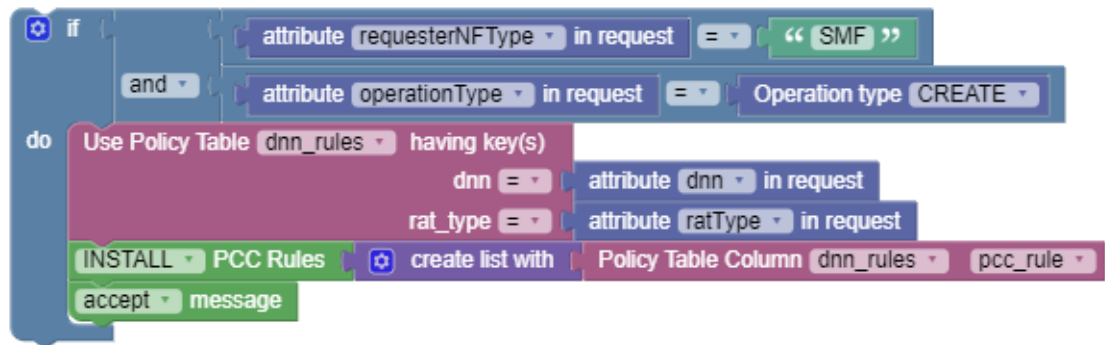 if attribute requesterNFType in request = “ SMF ”
and attribute operationType in request = Operation type CREATE
do Use Policy Table dnn_rules having key(s)
dnn = attribute dnn in request
rat_type = attribute ratType in request
INSTALL PCC Rules create list with Policy Table Column dnn_rules pcc_rule
accept message